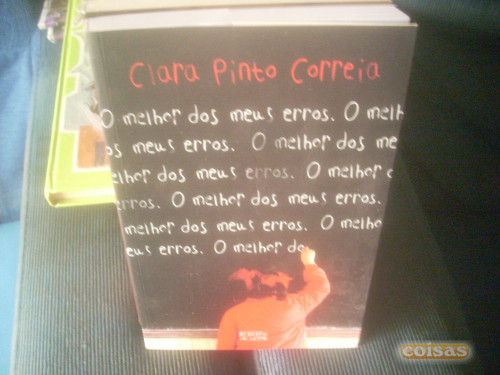 Clara Pinto Correia
O melhor dos meus erros. O melh
os meus erros. O melhor dos me
elhor dos meus erros. O melhor d
erros. O melhor dos meus erros.
melhor dos meus erros. O melho
eus erros. O melhor do
coisas